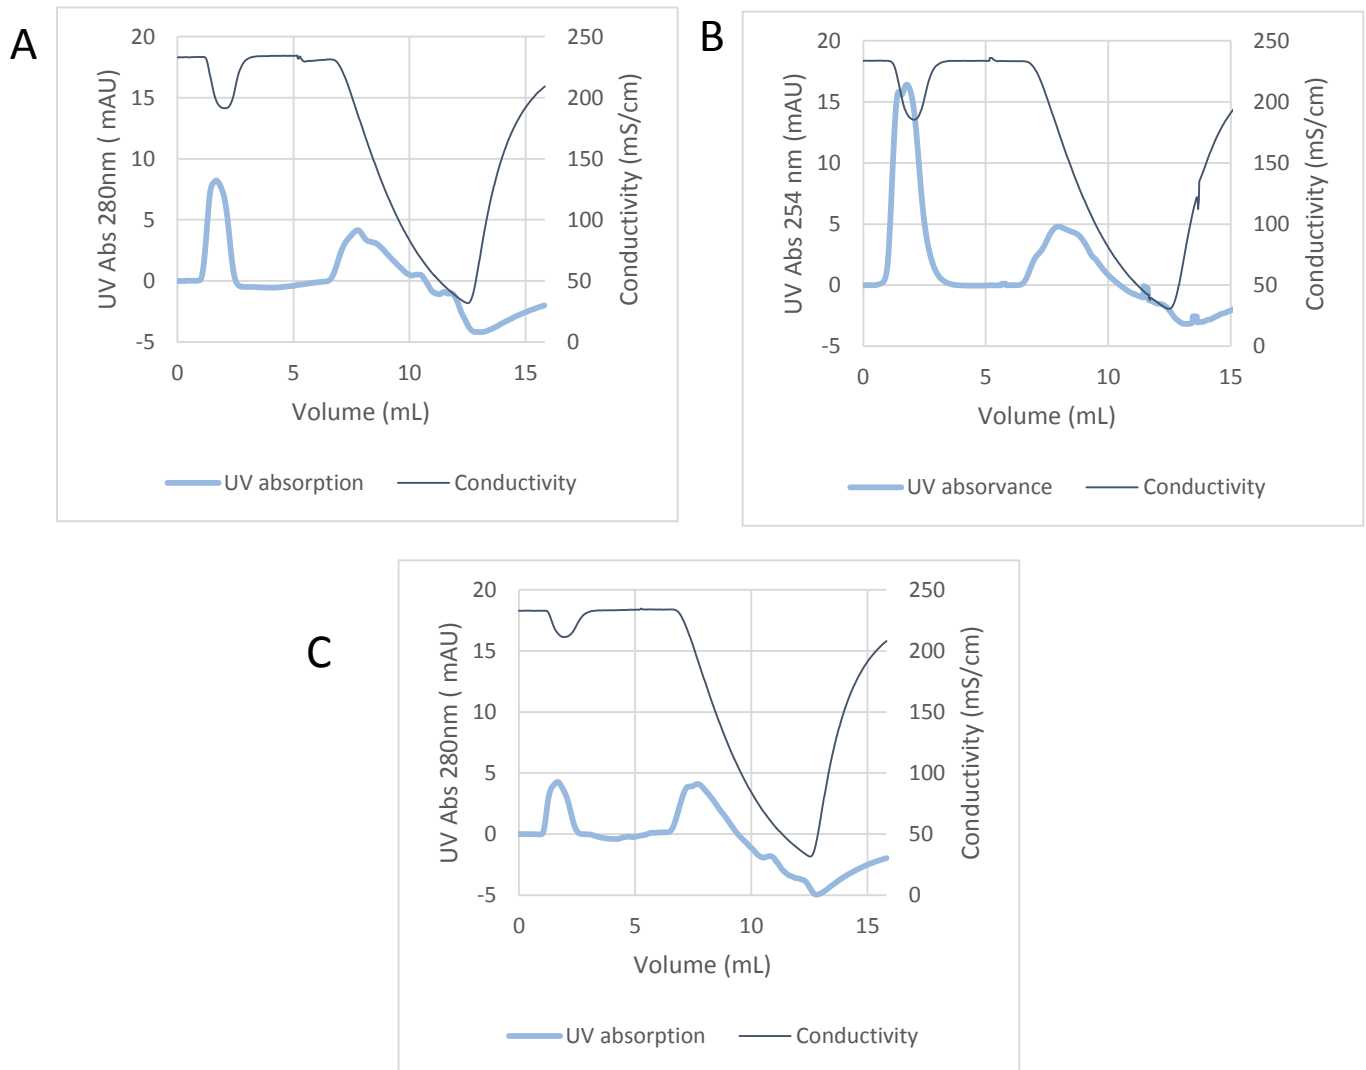 A
UV Abs 280nm ( mAU)
20
15
10
5
0
-5
250
200
150
100
50
0
Conductivity (mS/cm)
0 5 10 15
Volume (mL)
UV absorption Conductivity
B
UV Abs 254 nm (mAU)
20
15
10
5
0
-5
250
200
150
100
50
0
Conductivity (mS/cm)
0 5 10 15
Volume (mL)
UV absorvance Conductivity
C
UV Abs 280nm ( mAU)
20
15
10
5
0
-5
250
200
150
100
50
0
Conductivity (mS/cm)
0 5 10 15
Volume (mL)
UV absorption Conductivity